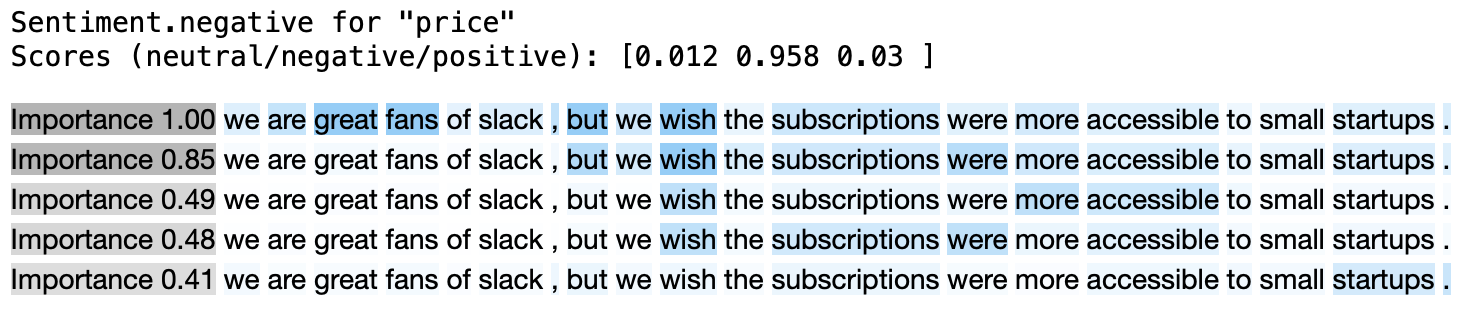 Sentiment.negative for "price"
Scores (neutral/negative/positive): [0.012 0.958 0.03 ]
Importance 1.00 we are great fans of slack , but we wish the subscriptions were more accessible to small startups .
Importance 0.85 we are great fans of slack , but we wish the subscriptions were more accessible to small startups .
Importance 0.49 we are great fans of slack , but we wish the subscriptions were more accessible to small startups .
Importance 0.48 we are great fans of slack , but we wish the subscriptions were more accessible to small startups .
Importance 0.41 we are great fans of slack , but we wish the subscriptions were more accessible to small startups .